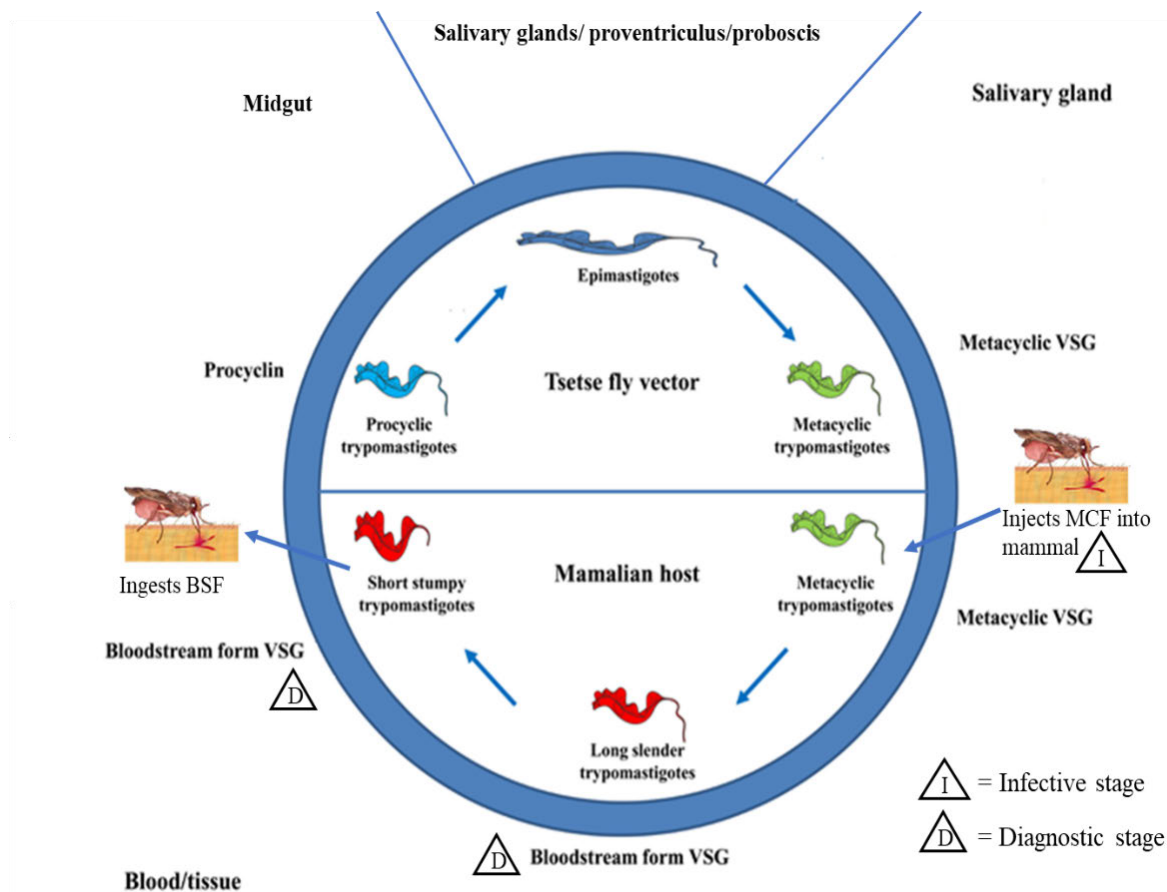 Salivary glands/ proventriculus/proboscis
Midgut
Salivary gland
Epimastigotes
Metacyclic VSG
Procyclin
Tsetse fly vector
Procyclic
trypomastigotes
Metacyclic
trypomastigotes
Ingests BSF
Short stumpy
trypomastigotes
Mamalian host
Metacyclic
trypomastigotes
Injects MCF into
mammal
I
Metacyclic VSG
Bloodstream form VSG
D
Long slender
trypomastigotes
I = Infective stage
D = Diagnostic stage
D
Bloodstream form VSG
Blood/tissue